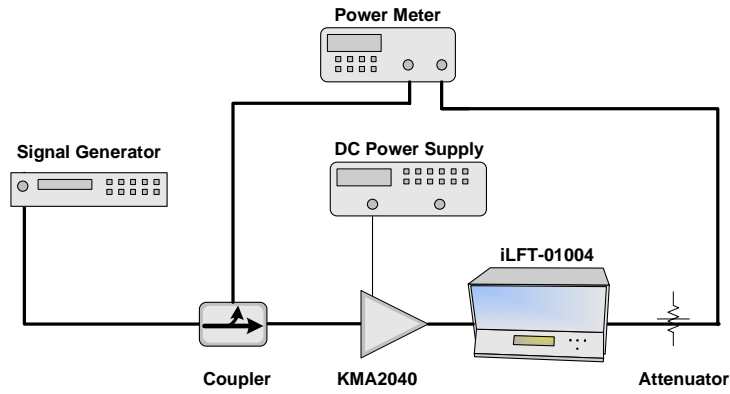 Power Meter
Signal Generator
DC Power Supply
iLFT-01004
Coupler
KMA2040
Attenuator